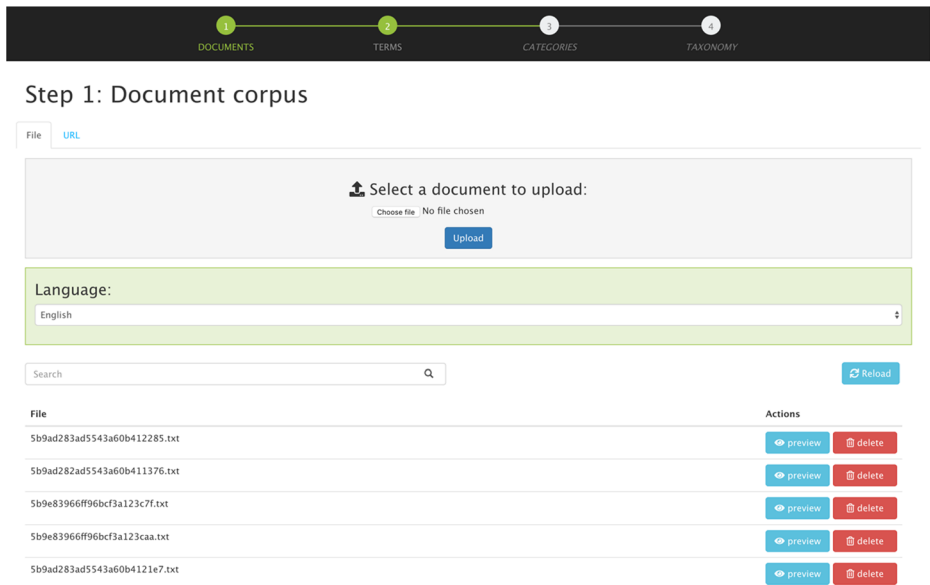 1 2 3 4
DOCUMENTS TERMS CATEGORIES TAXONOMY
Step 1: Document corpus
File URL
Select a document to upload:
Choose file No file chosen
Upload
Language:
English
Search
Reload
File Actions
5b9ad283ad5543a60b412285.txt preview delete
5b9ad282ad5543a60b411376.txt preview delete
5b9e83966ff96bcf3a123c7f.txt preview delete
5b9e83966ff96bcf3a123caa.txt preview delete
5b9ad283ad5543a60b4121e7.txt preview delete